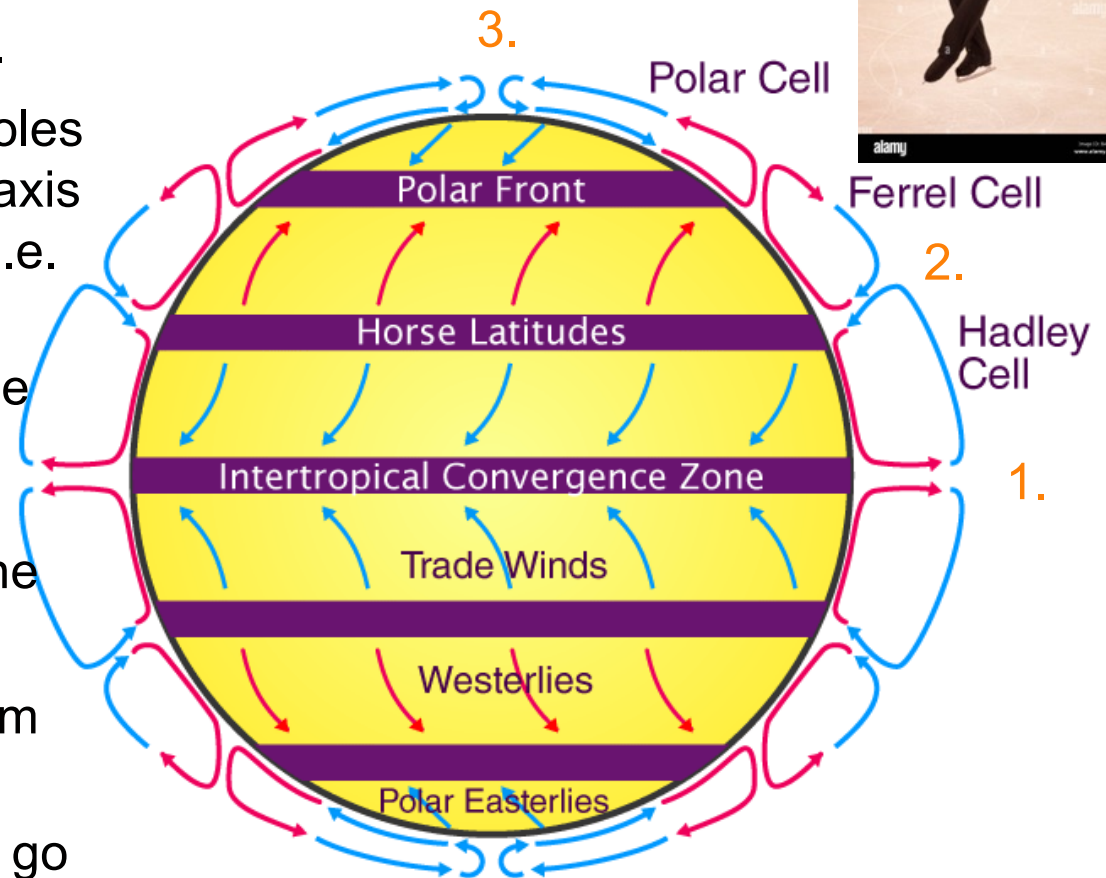 3.
.
oles
axis
.e.
e
ne
m
go
Polar Cell
alamy
Ferrel Cell
2.
Hadley
Cell
1.
Polar Front
Horse Latitudes
Intertropical Convergence Zone
Trade Winds
Westerlies
Polar Easterlies